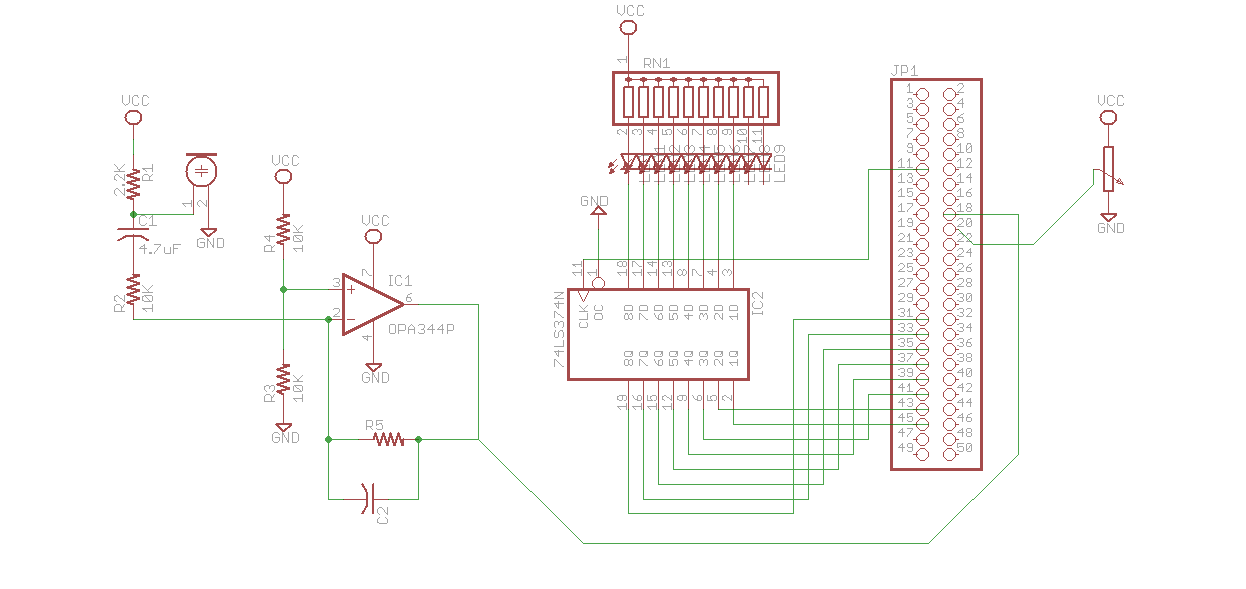 VCC
2.2K
R1
1
2
GND
C1
4.7uF
R2
10K
VCC
R4
10K
R3
10K
GND
VCC
7
3
2
6
4
IC1
OPA344P
GND
R5
C2
VCC
1
RN1
2 3 4 5 6 7 8 9 10 11
LED9
GND
11 1 18 17 14 13 8 7 4 3
CLK OC 8D 7D 6D 5D 4D 3D 2D 1D
74LS374N
IC2
8Q 7Q 6Q 5Q 4Q 3Q 2Q 1Q
19 16 15 12 9 6 5 2
JP1
1 2
3 4
5 6
7 8
9 10
11 12
13 14
15 16
17 18
19 20
21 22
23 24
25 26
27 28
29 30
31 32
33 34
35 36
37 38
39 40
41 42
43 44
45 46
47 48
49 50
VCC
GND